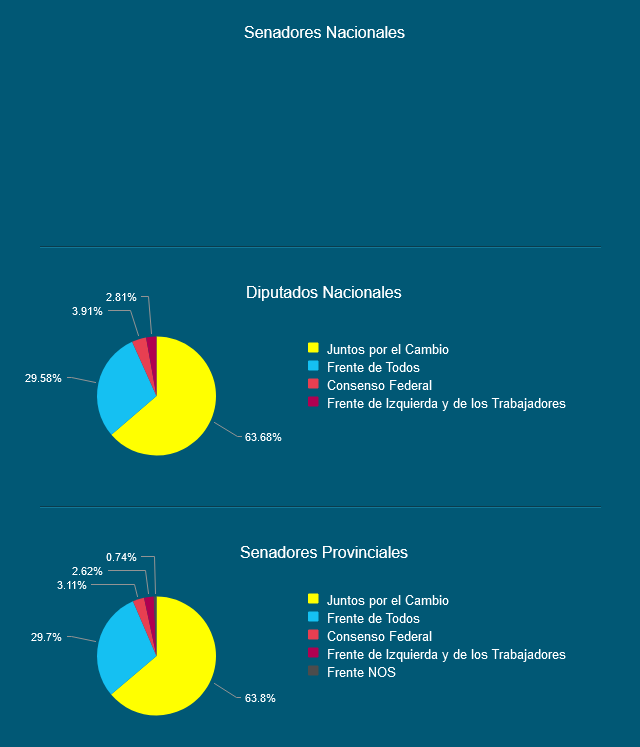 Senadores Nacionales
Diputados Nacionales
2.81%
3.91%
29.58%
63.68%
Juntos por el Cambio
Frente de Todos
Consenso Federal
Frente de Izquierda y de los Trabajadores
Senadores Provinciales
0.74%
2.62%
3.11%
29.7%
63.8%
Juntos por el Cambio
Frente de Todos
Consenso Federal
Frente de Izquierda y de los Trabajadores
Frente NOS